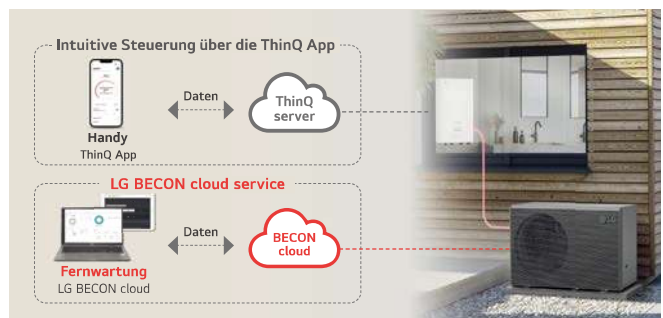 Intuitive Steuerung über die ThinQ App
Daten
ThinQ
server
Handy
ThinQ App
LG BECON cloud service
Daten
BECON
cloud
Fernwartung
LG BECON cloud